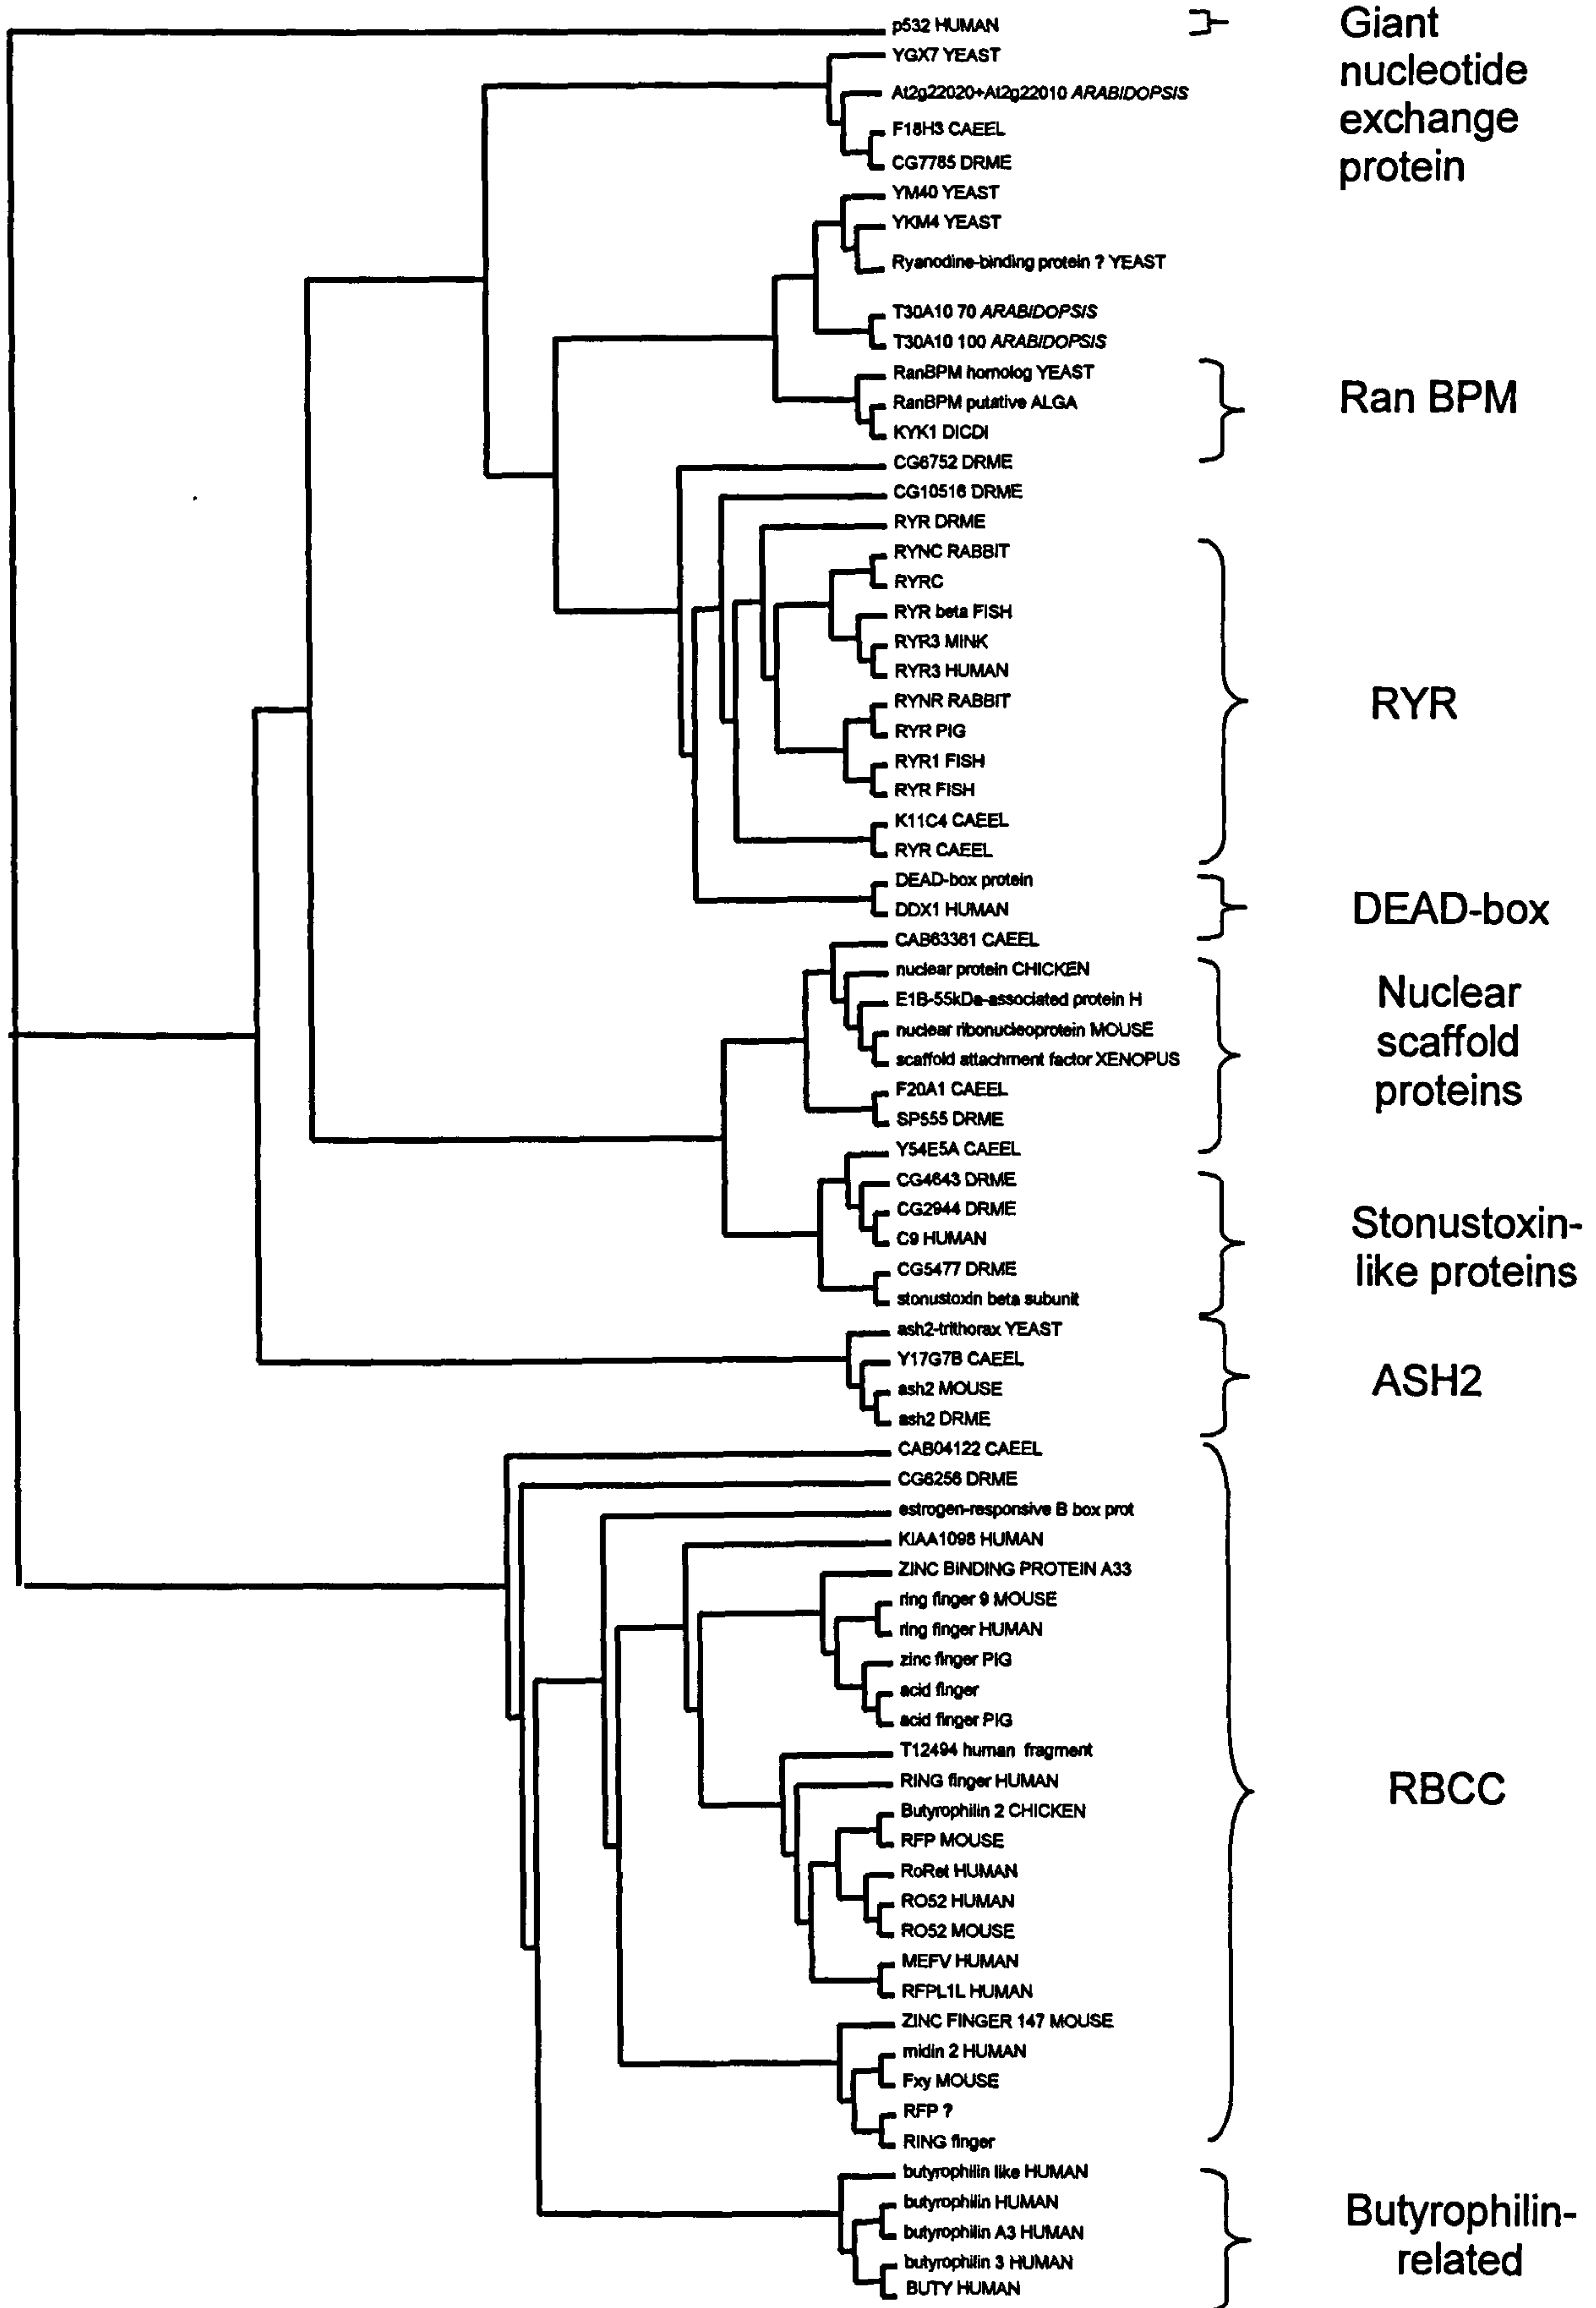 p532 HUMAN
YGX7 YEAST
At2g22020+At2g22010 ARABIDOPSIS
F18H3 CAEEL
CG7785 DRME
YM40 YEAST
YKM4 YEAST
Ryanodine-binding protein ? YEAST
T30A10 70 ARABIDOPSIS
T30A10 100 ARABIDOPSIS
RanBPM homolog YEAST
RanBPM putative ALGA
KYK1 DICDI
CG6752 DRME
CG10516 DRME
RYR DRME
RYNC RABBIT
RYRC
RYR beta FISH
RYR3 MINK
RYR3 HUMAN
RYNR RABBIT
RYR PIG
RYR1 FISH
RYR FISH
K11C4 CAEEL
RYR CAEEL
DEAD-box protein
DDX1 HUMAN
CAB63361 CAEEL
nuclear protein CHICKEN
E1B-55kDa-associated protein H
nuclear ribonucleoprotein MOUSE
scaffold attachment factor XENOPUS
F20A1 CAEEL
SP555 DRME
Y54E5A CAEEL
CG4643 DRME
CG2944 DRME
C9 HUMAN
CG5477 DRME
stonustoxin beta subunit
ash2-trithorax YEAST
Y17G7B CAEEL
ash2 MOUSE
ash2 DRME
CAB04122 CAEEL
CG6256 DRME
estrogen-responsive B box prot
KIAA1098 HUMAN
ZINC BINDING PROTEIN A33
ring finger 9 MOUSE
ring finger HUMAN
zinc finger PIG
acid finger
acid finger PIG
T12494 human fragment
RING finger HUMAN
Butyrophilin 2 CHICKEN
RFP MOUSE
RoRet HUMAN
RO52 HUMAN
RO52 MOUSE
MEFV HUMAN
RFPL1L HUMAN
ZINC FINGER 147 MOUSE
midin 2 HUMAN
Fxy MOUSE
RFP ?
RING finger
butyrophilin like HUMAN
butyrophilin HUMAN
butyrophilin A3 HUMAN
butyrophilin 3 HUMAN
BUTY HUMAN
Giant
nucleotide
exchange
protein
Ran BPM
RYR
DEAD-box
Nuclear
scaffold
proteins
Stonustoxin-
like proteins
ASH2
RBCC
Butyrophilin-
related